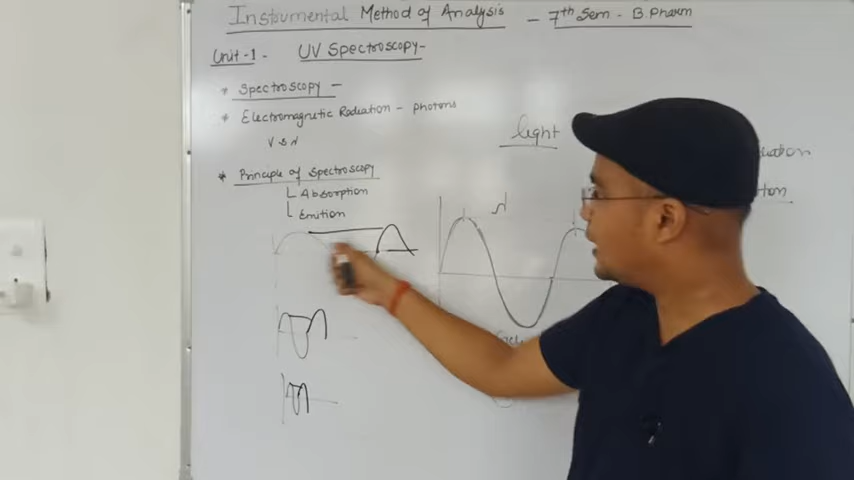 Instrumental Method of Analysis - 7th Sem - B.Pharm
Unit-1 - UV Spectroscopy-
* Spectroscopy -
* Electromagnetic Radiation - photons
light
* Principle of Spectroscopy
Absorption
Emition